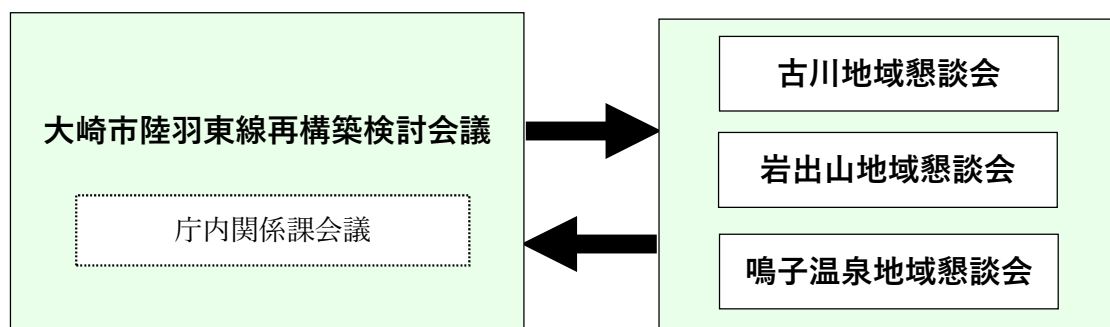 大崎市陸羽東線再構築検討会議
庁内関係課会議
古川地域懇談会
岩出山地域懇談会
鳴子温泉地域懇談会